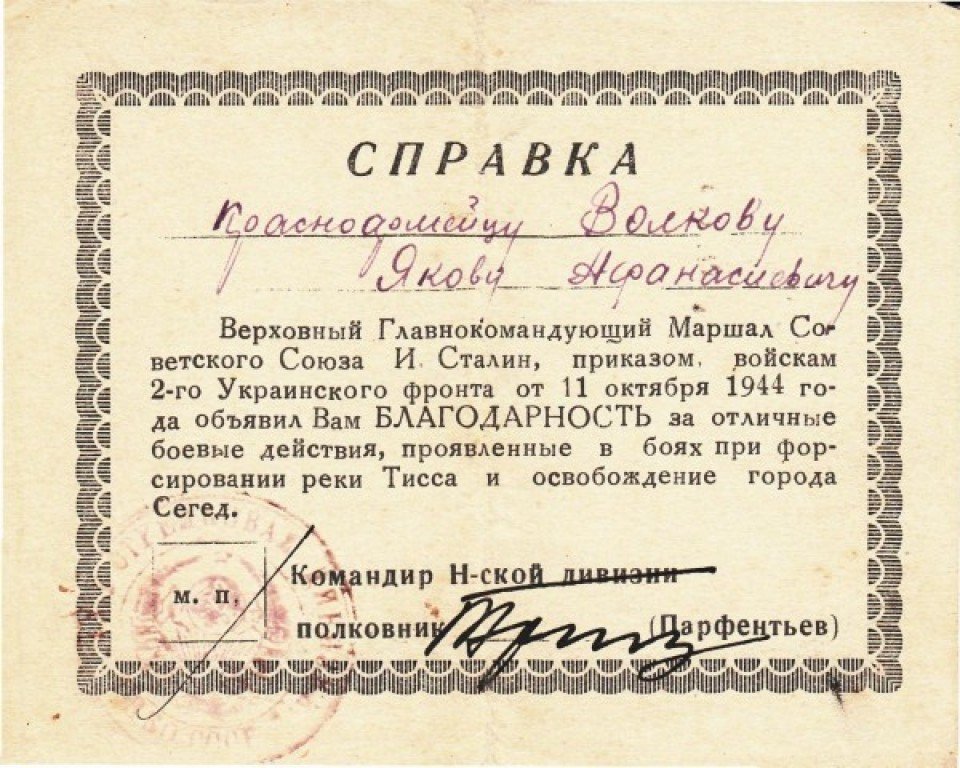 СПРАВКА
Красноармейцу Волкову
Якову Афанасиевичу
Верховный Главнокомандующий Маршал Со-
ветского Союза И. Сталин, приказом, войскам
2-го Украинского фронта от 11 октября 1944 го-
да объявил Вам БЛАГОДАРНОСТЬ за отличные
боевые действия, проявленные в боях при фор-
сировании реки Тисса и освобождение города
Сегед.
Командир Н-ской дивизии
м. п.
полковник (Парфентьев)